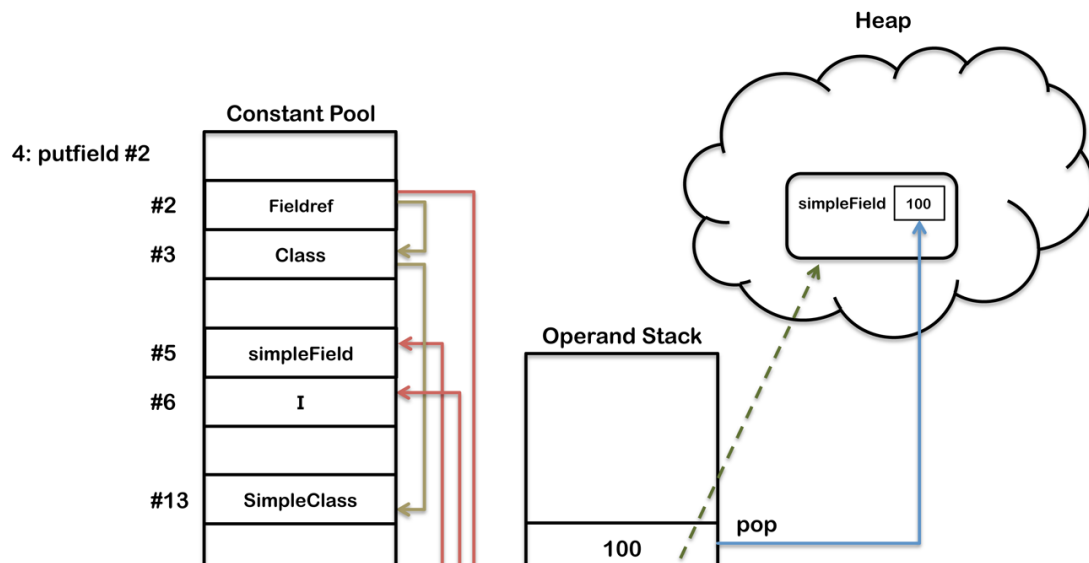 Heap
Constant Pool
4: putfield #2
#2 Fieldref
simpleField 100
#3 Class
Operand Stack
#5 simpleField
#6 I
#13 SimpleClass
pop
100